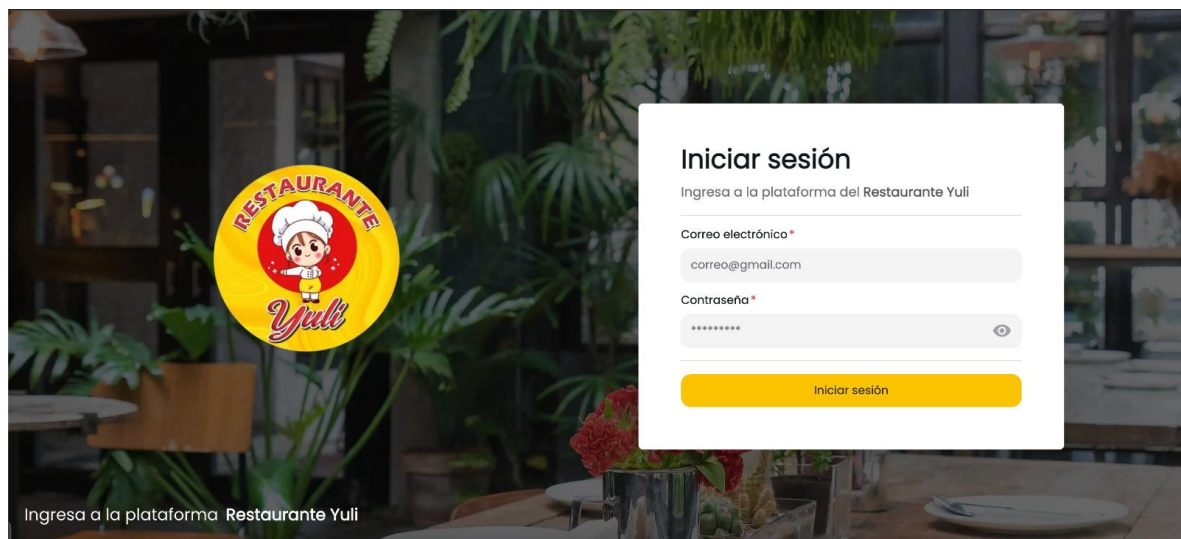 RESTAURANTE
Yuli
Ingresa a la plataforma Restaurante Yuli
Iniciar sesión
Ingresa a la plataforma del Restaurante Yuli
Correo electrónico *
correo@gmail.com
Contraseña *
*********
Iniciar sesión